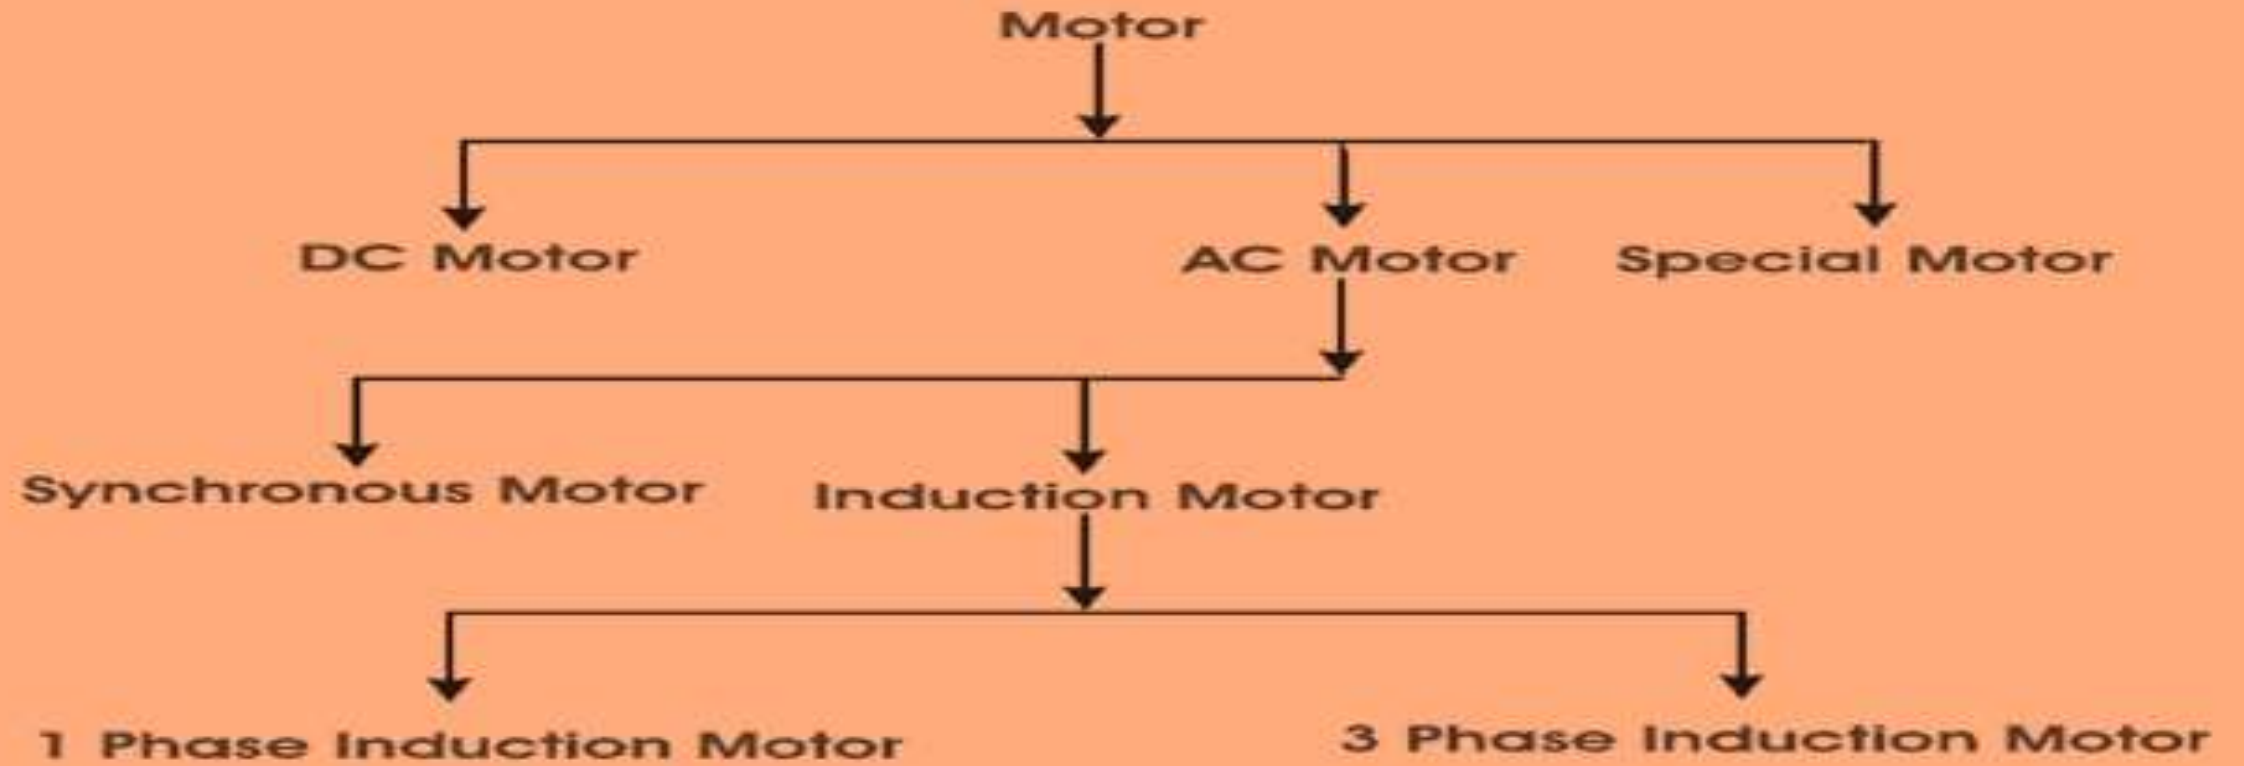 Motor
DC Motor
AC Motor
Special Motor
Synchronous Motor
Induction Motor
1 Phase Induction Motor
3 Phase Induction Motor